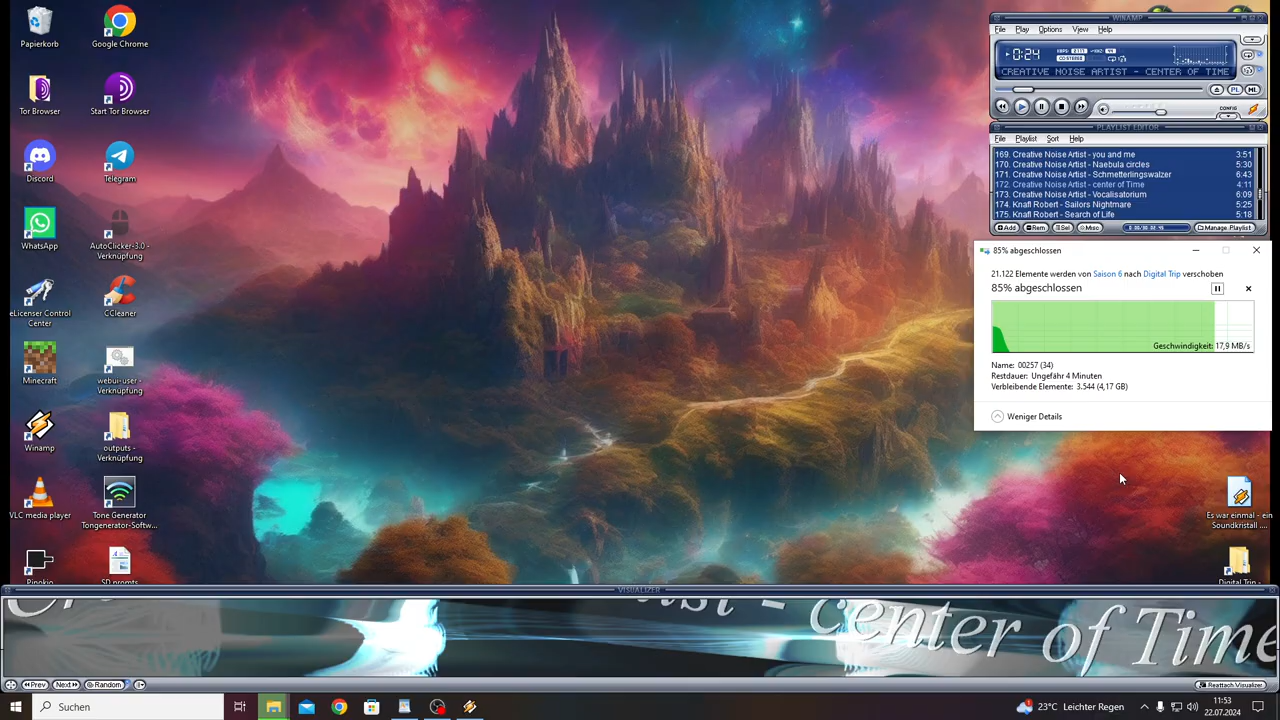 Papierkorb
Google Chrome
Tor Browser
Start Tor Browser
Discord
Telegram
WhatsApp
AutoClicker-3.0 -
Verknüpfung
eLicenser Control
Center
CCleaner
Minecraft
webui-user -
Verknüpfung
Winamp
outputs -
Verknüpfung
VLC media player
Tone Generator
Tongenerator-Softw...
Pinokio
SD promts
WINAMP
File Play Options View Help
0:24
CREATIVE NOISE ARTIST - CENTER OF TIME
PL ML
CONFIG
PLAYLIST EDITOR
File Playlist Sort Help
169. Creative Noise Artist - you and me 3:51
170. Creative Noise Artist - Naebula circles 5:30
171. Creative Noise Artist - Schmetterlingswalzer 6:43
172. Creative Noise Artist - center of Time 4:11
173. Creative Noise Artist - Vocalisatorium 6:09
174. Knafl Robert - Sailors Nightmare 5:25
175. Knafl Robert - Search of Life 5:18
Add Rem Sel Misc Manage Playlist
85% abgeschlossen
21.122 Elemente werden von Saison 6 nach Digital Trip verschoben
85% abgeschlossen
Geschwindigkeit: 17,9 MB/s
Name: 00257 (34)
Restdauer: Ungefähr 4 Minuten
Verbleibende Elemente: 3.544 (4,17 GB)
Weniger Details
Es war einmal - ein
Soundkristall ....
Digital Trip -
VISUALIZER
center of Time
Prev Next Random Reattach Visualizer
Suchen
23°C Leichter Regen
11:53
22.07.2024